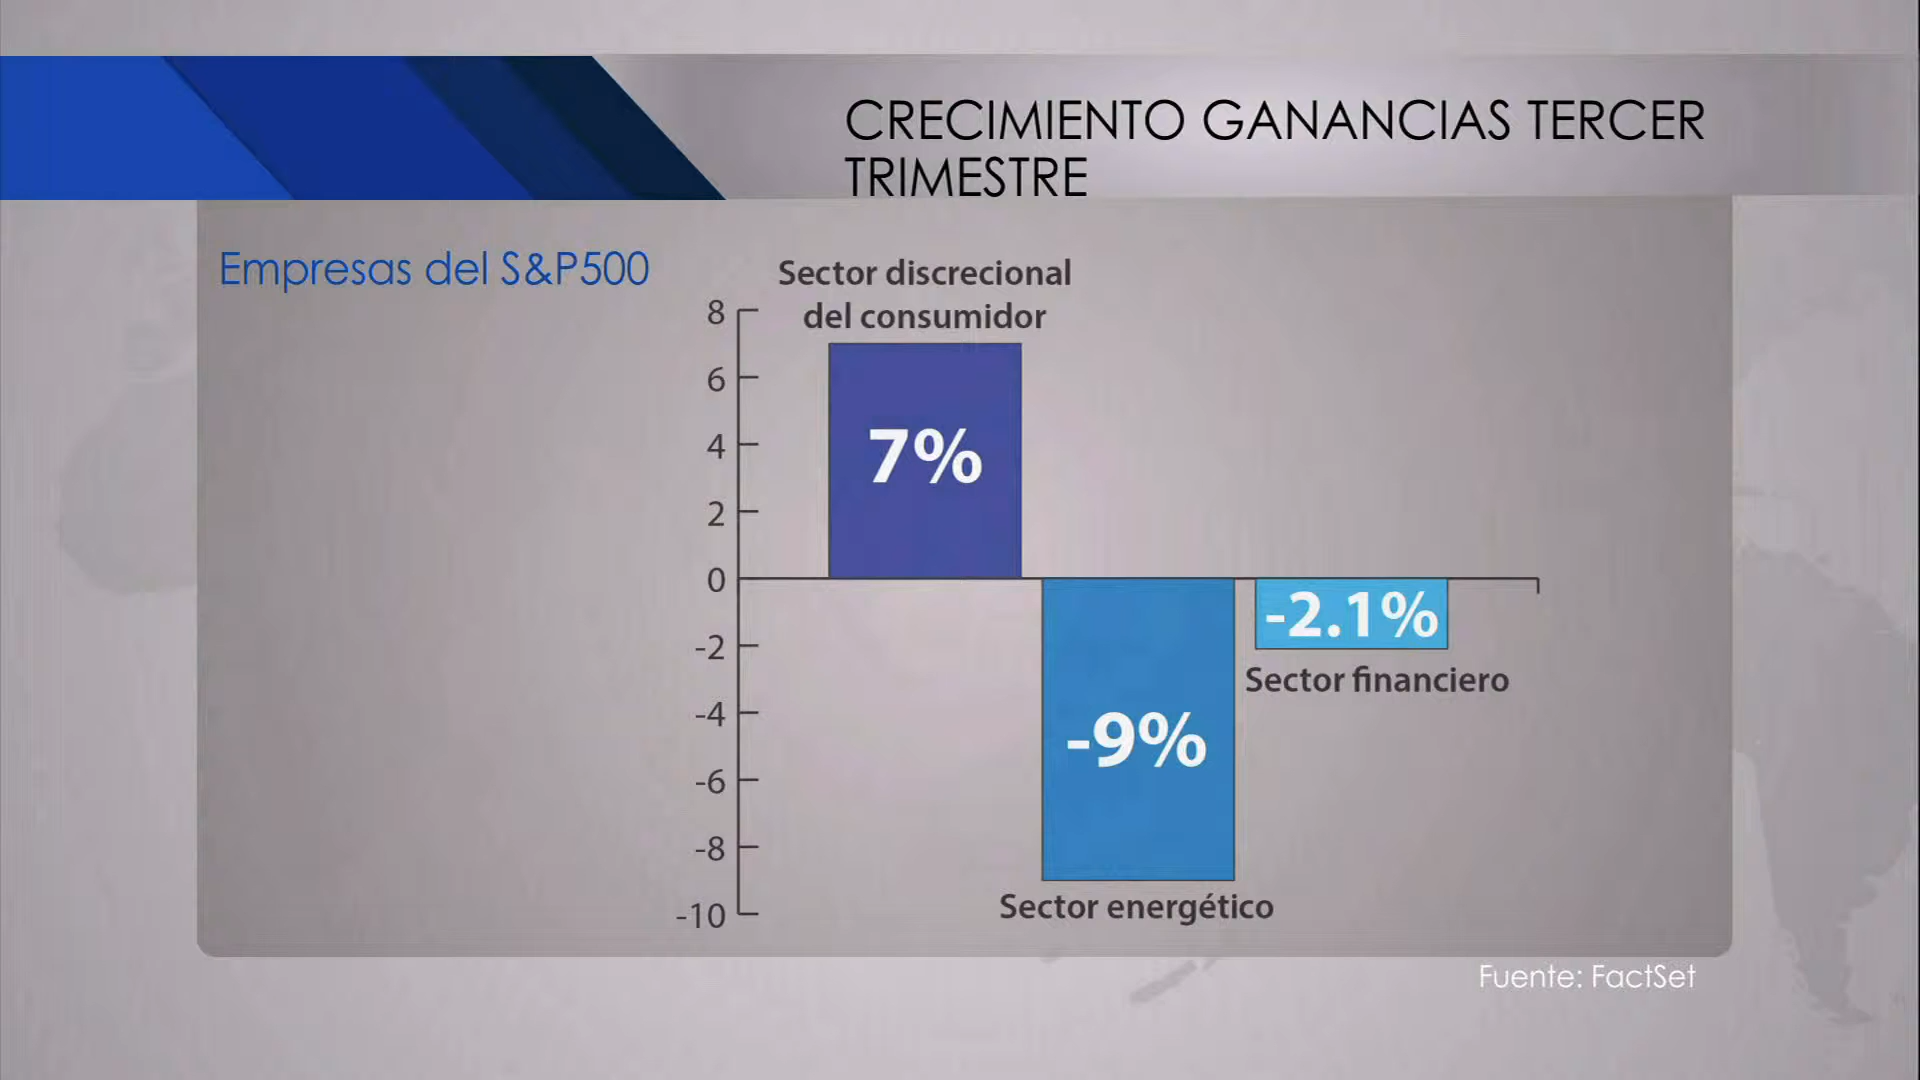 CRECIMIENTO GANANCIAS TERCER
TRIMESTRE
Empresas del S&P500
Sector discrecional
del consumidor
8
6
4
2
0
-2
-4
-6
-8
-10
7%
-9%
-2.1%
Sector financiero
Sector energético
Fuente: FactSet